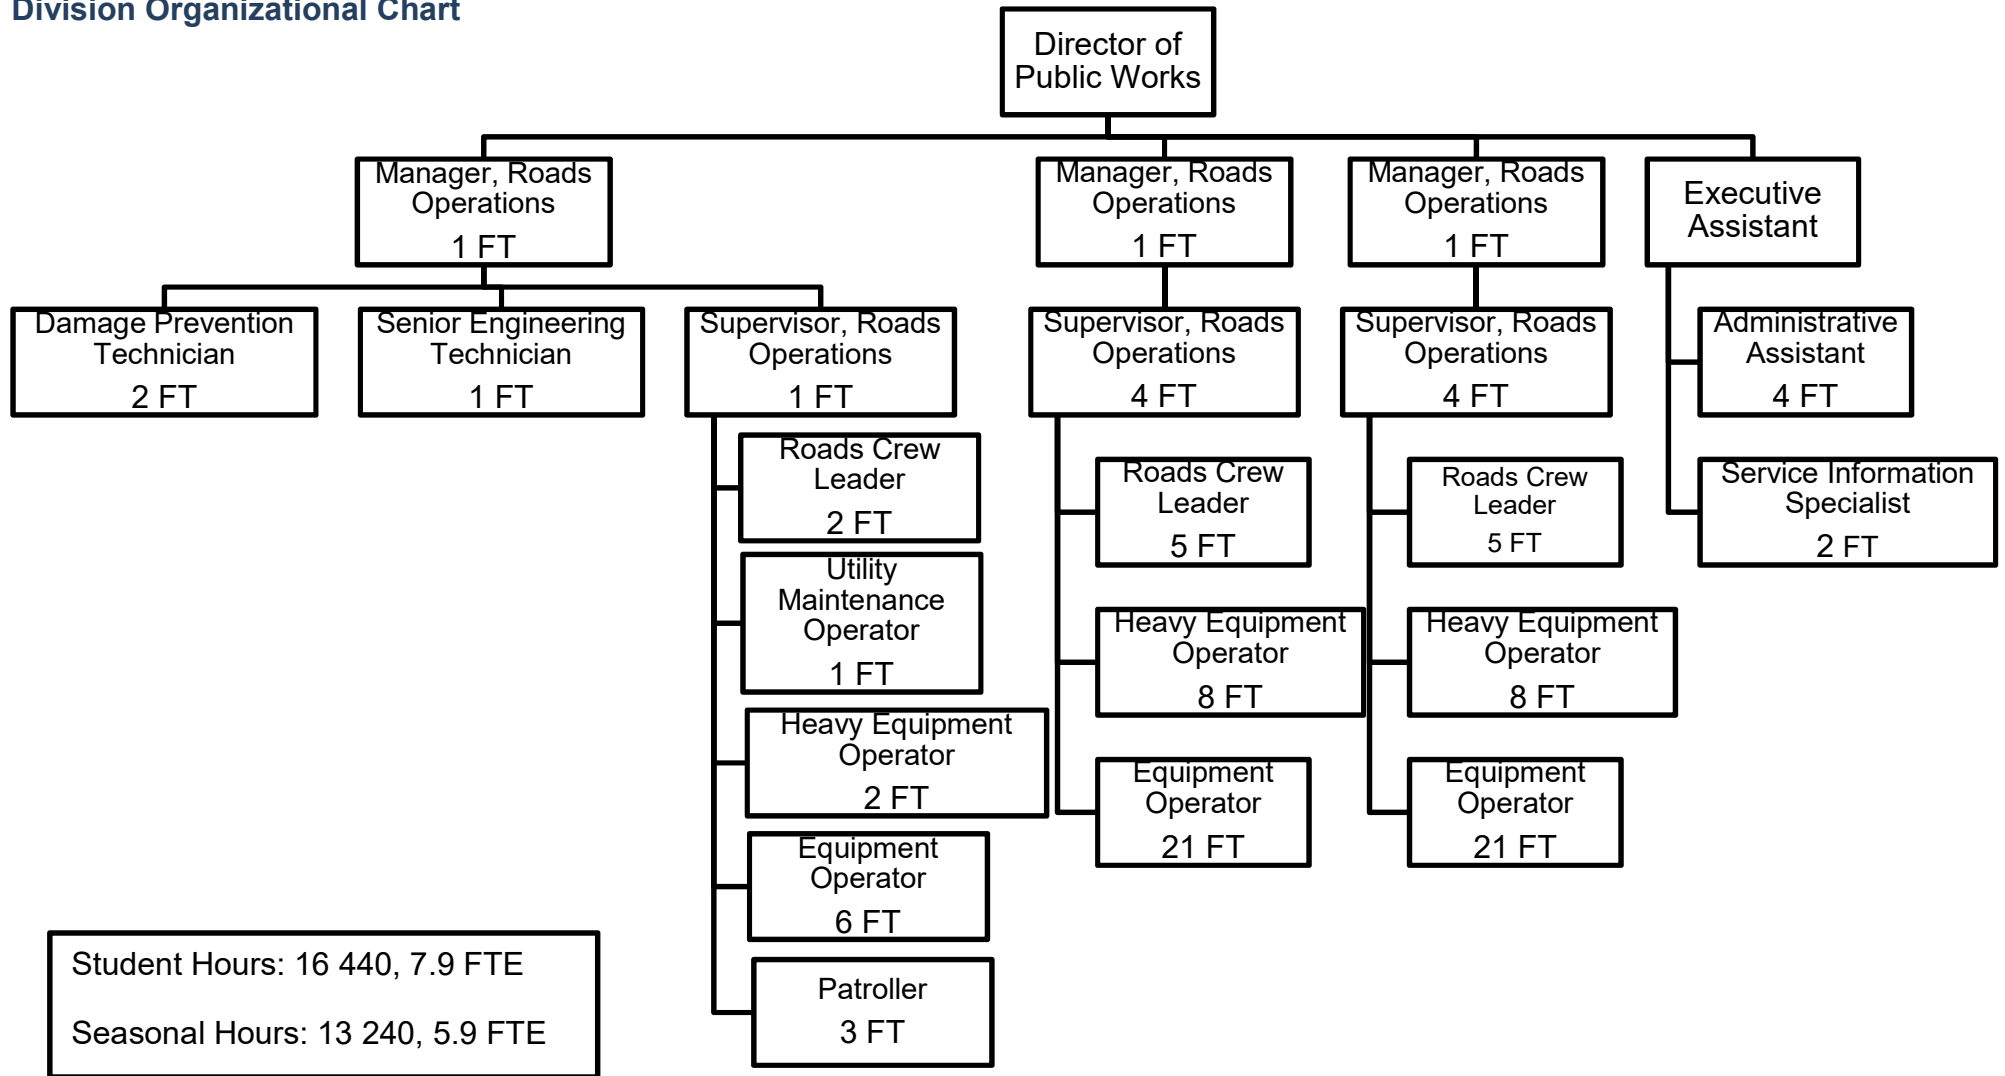 Division Organizational Chart
Director of
Public Works
Manager, Roads
Operations
1 FT
Manager, Roads
Operations
1 FT
Manager, Roads
Operations
1 FT
Executive
Assistant
Damage Prevention
Technician
2 FT
Senior Engineering
Technician
1 FT
Supervisor, Roads
Operations
1 FT
Supervisor, Roads
Operations
4 FT
Supervisor, Roads
Operations
4 FT
Administrative
Assistant
4 FT
Roads Crew
Leader
2 FT
Utility
Maintenance
Operator
1 FT
Heavy Equipment
Operator
2 FT
Equipment
Operator
6 FT
Patroller
3 FT
Roads Crew
Leader
5 FT
Heavy Equipment
Operator
8 FT
Equipment
Operator
21 FT
Roads Crew
Leader
5 FT
Heavy Equipment
Operator
8 FT
Equipment
Operator
21 FT
Service Information
Specialist
2 FT
Student Hours: 16 440, 7.9 FTE
Seasonal Hours: 13 240, 5.9 FTE